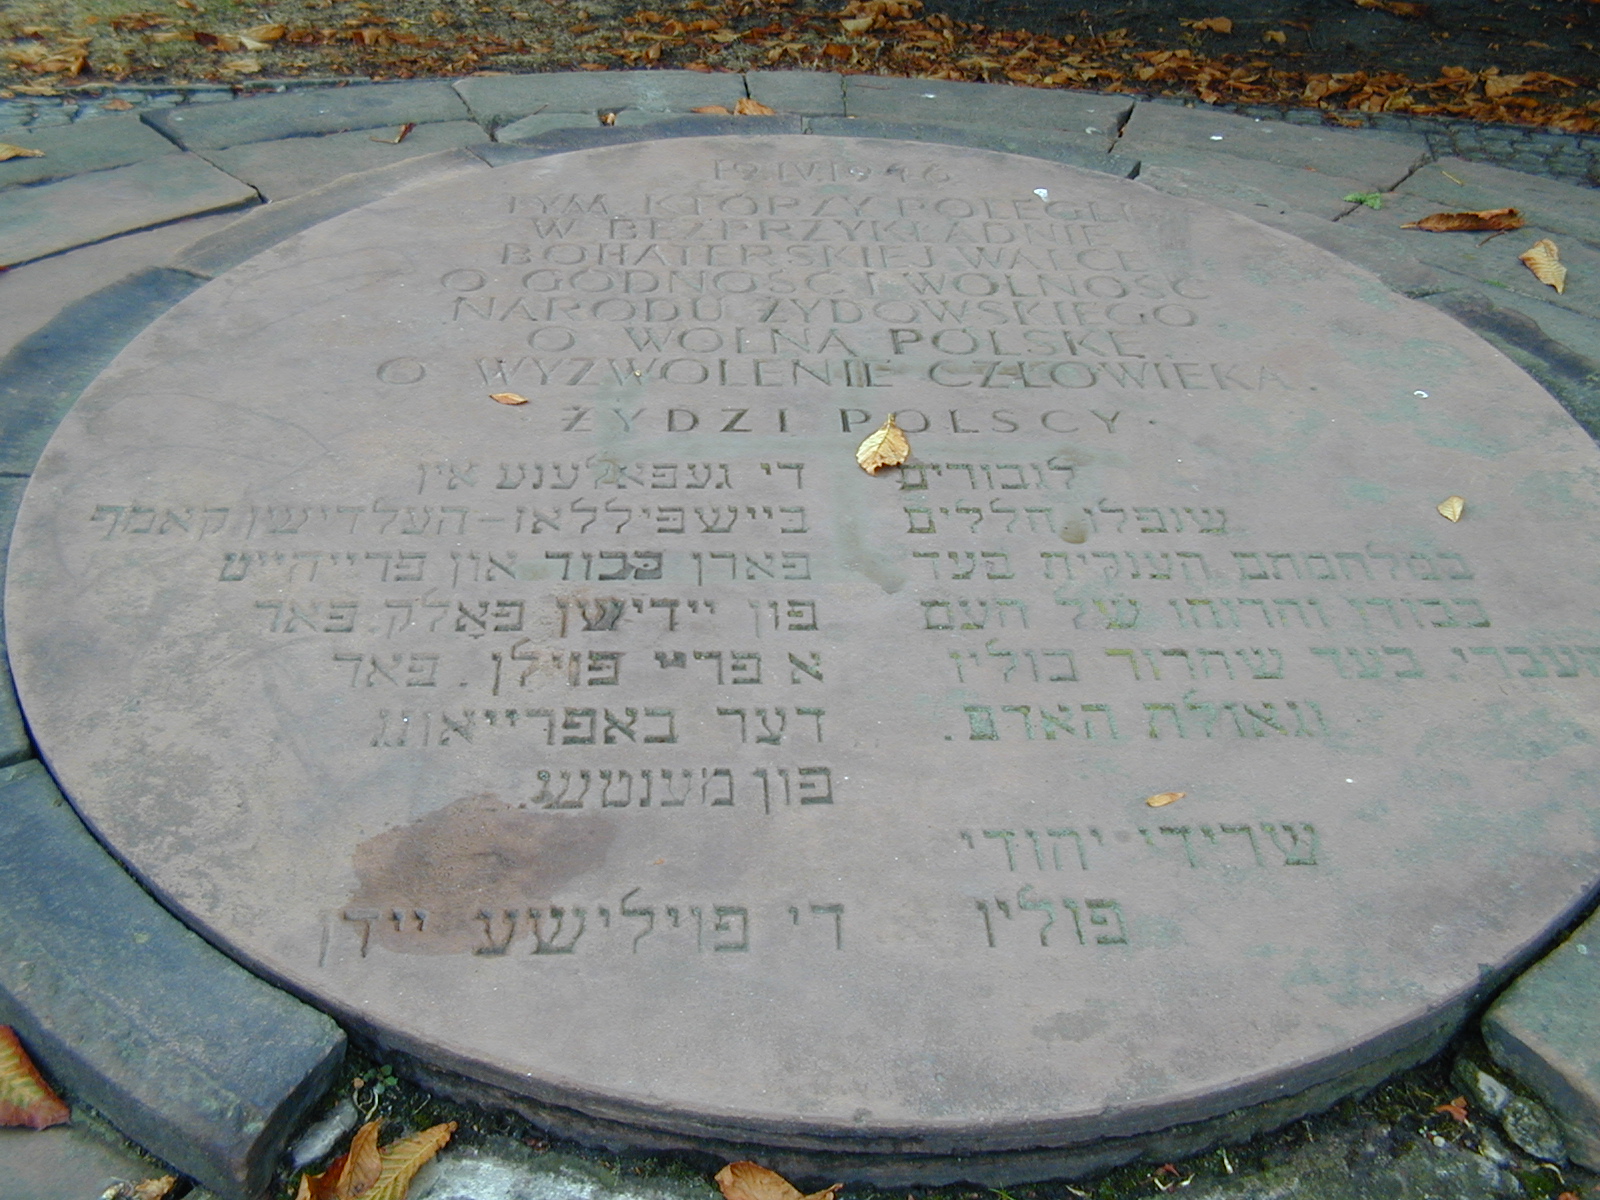 19.IV.1946
TYM, KTÓRZY POLEGLI
W BEZPRZYKŁADNIE
BOHATERSKIEJ WALCE
O GODNOŚĆ I WOLNOŚĆ
NARODU ŻYDOWSKIEGO
O WOLNĄ POLSKĘ
O WYZWOLENIE CZŁOWIEKA.
ŻYDZI POLSCY
לגבורים
שנפלו חללים
במלחמתם הענקית בעד
כבודו וחרותו של העם
העברי, בעד שחרור פולין
וגאולת האדם.
שרידי יהודי
פולין
די געפאלענע אין
ביישפיללאז-העלדישן קאמף
פארן כבוד און פרייהייט
פון יידישן פאָלק, פאר
א פריי פוילן, פאר
דער באפרייאונג
פון מענטש.
די פוילישע יידן